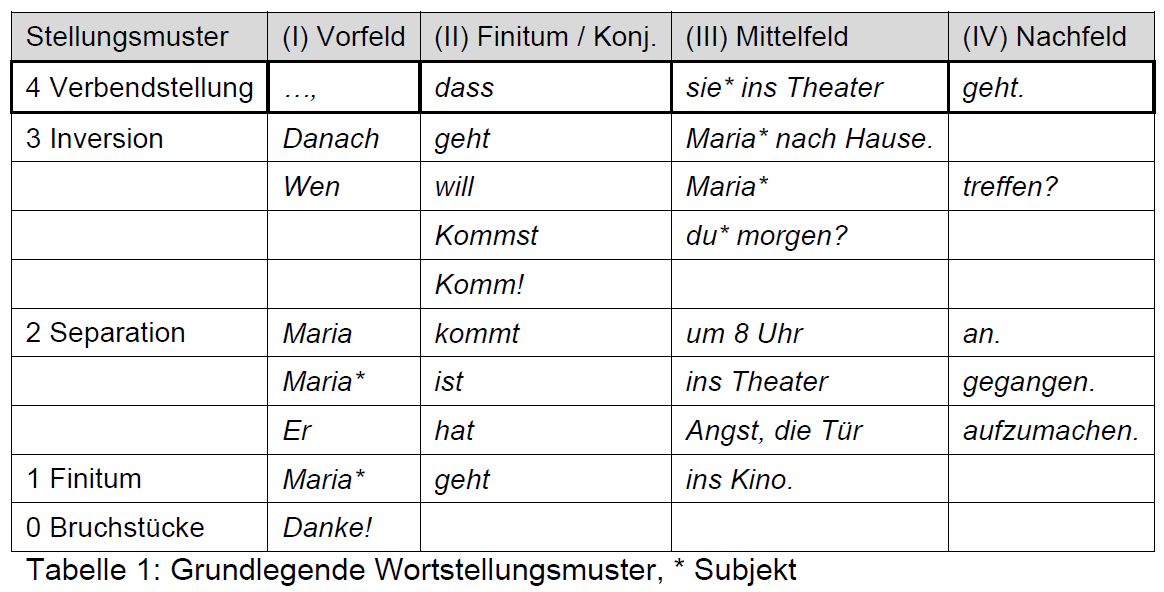 Stellungsmuster (I) Vorfeld (II) Finitum / Konj. (III) Mittelfeld (IV) Nachfeld
4 Verbendstellung …, dass sie* ins Theater geht.
3 Inversion Danach geht Maria* nach Hause.
Wen will Maria* treffen?
Kommst du* morgen?
Komm!
2 Separation Maria kommt um 8 Uhr an.
Maria* ist ins Theater gegangen.
Er hat Angst, die Tür aufzumachen.
1 Finitum Maria* geht ins Kino.
0 Bruchstücke Danke!
Tabelle 1: Grundlegende Wortstellungsmuster, * Subjekt